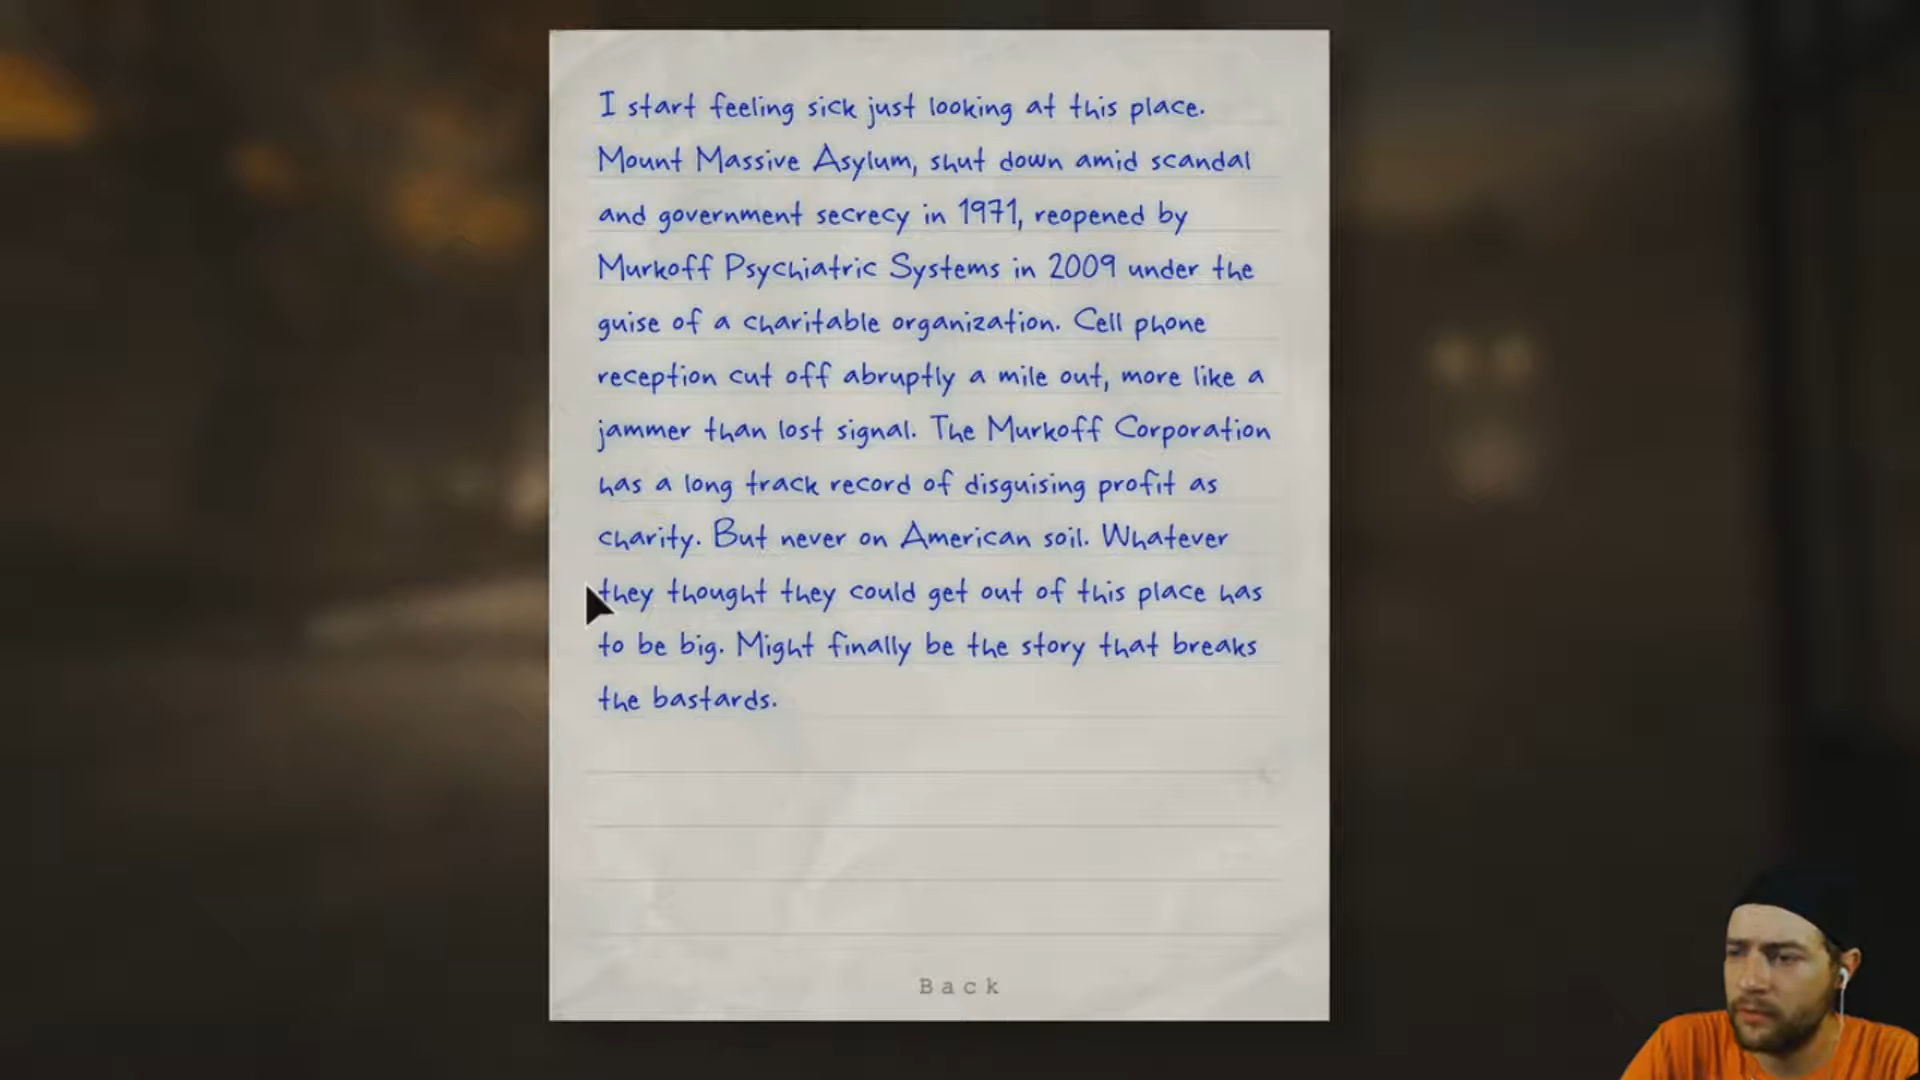 I start feeling sick just looking at this place.
Mount Massive Asylum, shut down amid scandal
and government secrecy in 1971, reopened by
Murkoff Psychiatric Systems in 2009 under the
guise of a charitable organization. Cell phone
reception cut off abruptly a mile out, more like a
jammer than lost signal. The Murkoff Corporation
has a long track record of disguising profit as
charity. But never on American soil. Whatever
they thought they could get out of this place has
to be big. Might finally be the story that breaks
the bastards.
Back